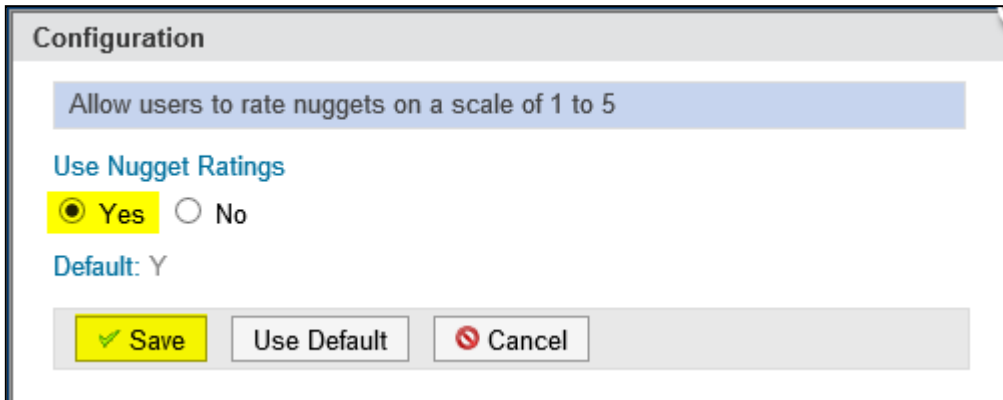 Configuration
Allow users to rate nuggets on a scale of 1 to 5
Use Nugget Ratings
Yes No
Default: Y
Save Use Default Cancel